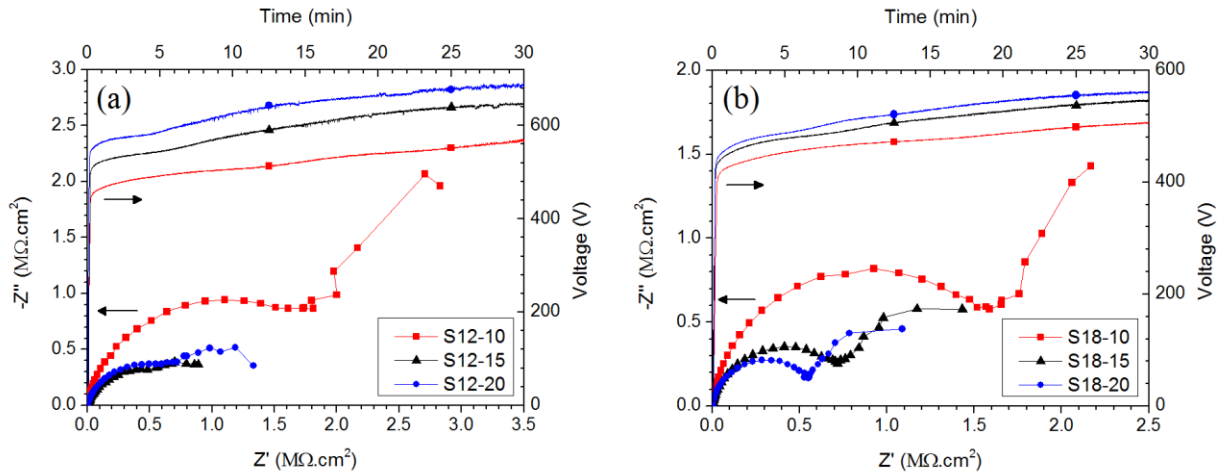 Time (min)
0 5 10 15 20 25 30
(a)
3.0
2.5
2.0
1.5
1.0
0.5
0.0
-Z'' (MΩ.cm²)
600
400
200
0
Voltage (V)
S12-10
S12-15
S12-20
0.0 0.5 1.0 1.5 2.0 2.5 3.0 3.5
Z' (MΩ.cm²)
Time (min)
0 5 10 15 20 25 30
(b)
2.0
1.5
1.0
0.5
0.0
-Z'' (MΩ.cm²)
600
400
200
0
Voltage (V)
S18-10
S18-15
S18-20
0.0 0.5 1.0 1.5 2.0 2.5
Z' (MΩ.cm²)